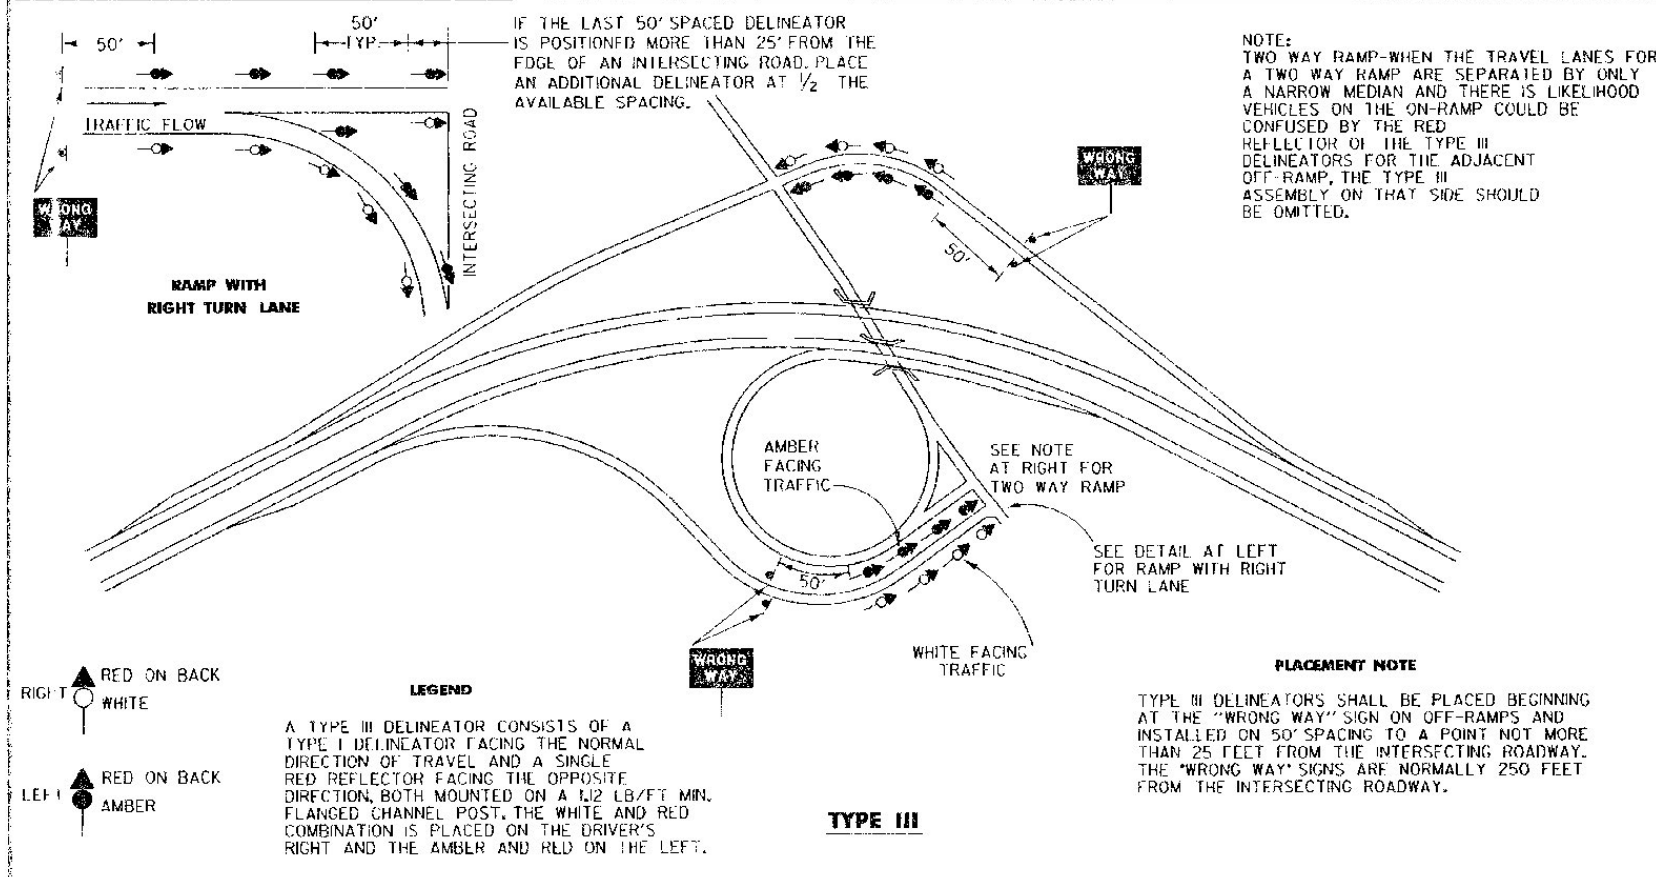 50'
50'
TYP.
IF THE LAST 50' SPACED DELINEATOR
IS POSITIONED MORE THAN 25' FROM THE
EDGE OF AN INTERSECTING ROAD, PLACE
AN ADDITIONAL DELINEATOR AT 1/2 THE
AVAILABLE SPACING.
TRAFFIC FLOW
INTERSECTING ROAD
WRONG
WAY
RAMP WITH
RIGHT TURN LANE
NOTE:
TWO WAY RAMP-WHEN THE TRAVEL LANES FOR
A TWO WAY RAMP ARE SEPARATED BY ONLY
A NARROW MEDIAN AND THERE IS LIKELIHOOD
VEHICLES ON THE ON-RAMP COULD BE
CONFUSED BY THE RED
REFLECTOR OF THE TYPE III
DELINEATORS FOR THE ADJACENT
OFF-RAMP, THE TYPE III
ASSEMBLY ON THAT SIDE SHOULD
BE OMITTED.
WRONG
WAY
50'
AMBER
FACING
TRAFFIC
SEE NOTE
AT RIGHT FOR
TWO WAY RAMP
SEE DETAIL AT LEFT
FOR RAMP WITH RIGHT
TURN LANE
50'
WRONG
WAY
WHITE FACING
TRAFFIC
RIGHT
RED ON BACK
WHITE
LEFT
RED ON BACK
AMBER
LEGEND
A TYPE III DELINEATOR CONSISTS OF A
TYPE I DELINEATOR FACING THE NORMAL
DIRECTION OF TRAVEL AND A SINGLE
RED REFLECTOR FACING THE OPPOSITE
DIRECTION, BOTH MOUNTED ON A 1.12 LB/FT MIN.
FLANGED CHANNEL POST. THE WHITE AND RED
COMBINATION IS PLACED ON THE DRIVER'S
RIGHT AND THE AMBER AND RED ON THE LEFT.
TYPE III
PLACEMENT NOTE
TYPE III DELINEATORS SHALL BE PLACED BEGINNING
AT THE "WRONG WAY" SIGN ON OFF-RAMPS AND
INSTALLED ON 50' SPACING TO A POINT NOT MORE
THAN 25 FEET FROM THE INTERSECTING ROADWAY.
THE "WRONG WAY" SIGNS ARE NORMALLY 250 FEET
FROM THE INTERSECTING ROADWAY.